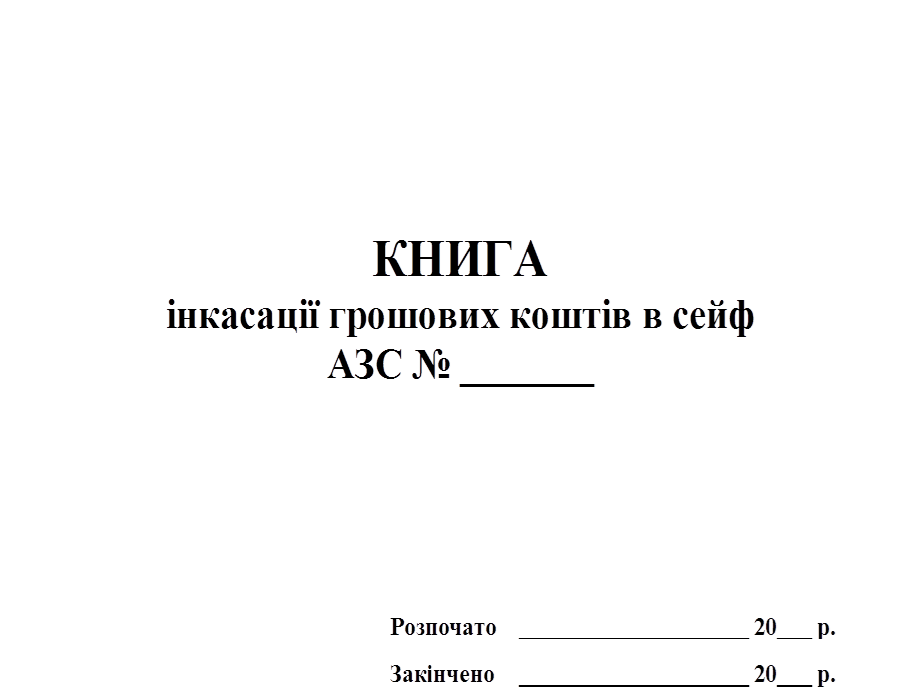 КНИГА
інкасації грошових коштів в сейф
АЗС № _______
Розпочато ____________________ 20___ р.
Закінчено ____________________ 20___ р.